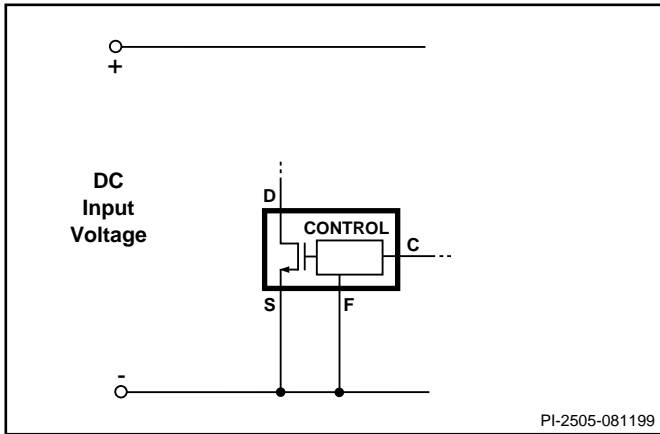 +
DC
Input
Voltage
D
CONTROL
C
S
F
-
PI-2505-081199